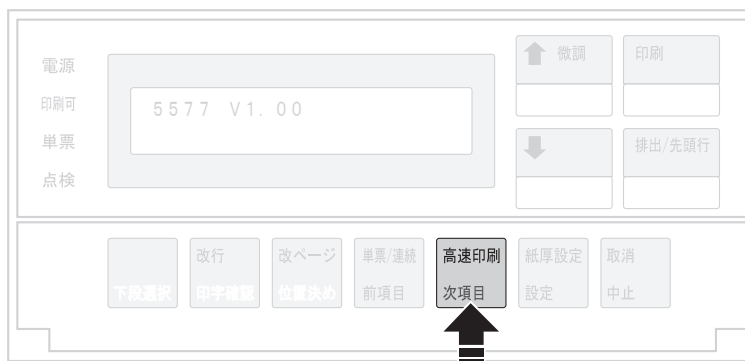 電源
印刷可
単票
点検
5577 V1.00
微調
印刷
排出/先頭行
下段選択
改行
印字確認
改ページ
位置決め
単票/連続
前項目
高速印刷
次項目
紙厚設定
設定
取消
中止